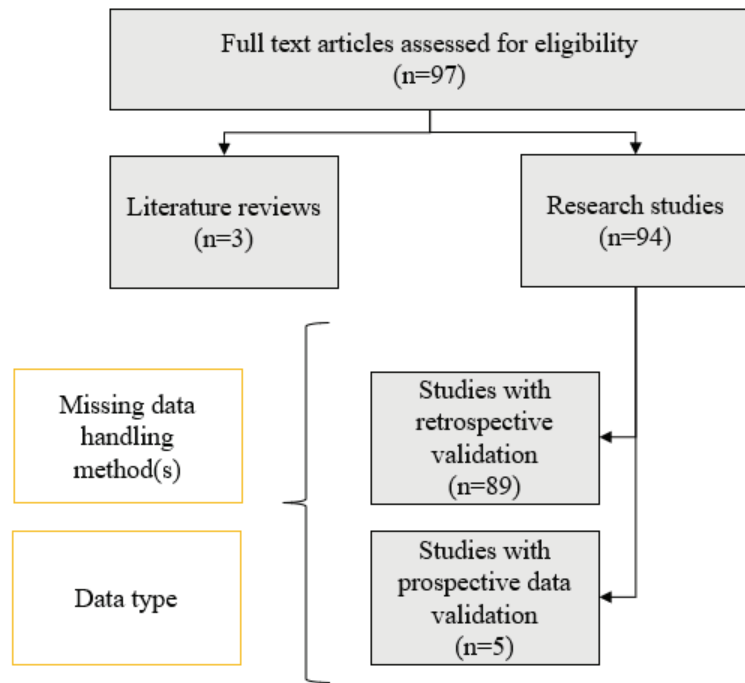 Full text articles assessed for eligibility
(n=97)
Literature reviews
(n=3)
Research studies
(n=94)
Missing data
handling
method(s)
Studies with
retrospective
validation
(n=89)
Data type
Studies with
prospective data
validation
(n=5)